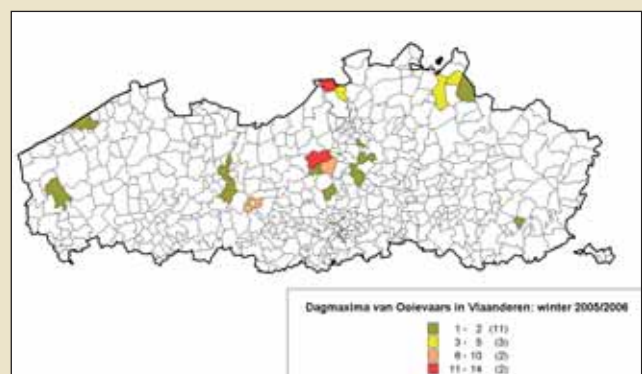 Dagmaxima van Ooievaars in Vlaanderen: winter 2005/2006
1 - 2 (11)
3 - 5 (3)
6 - 10 (2)
11 - 14 (2)